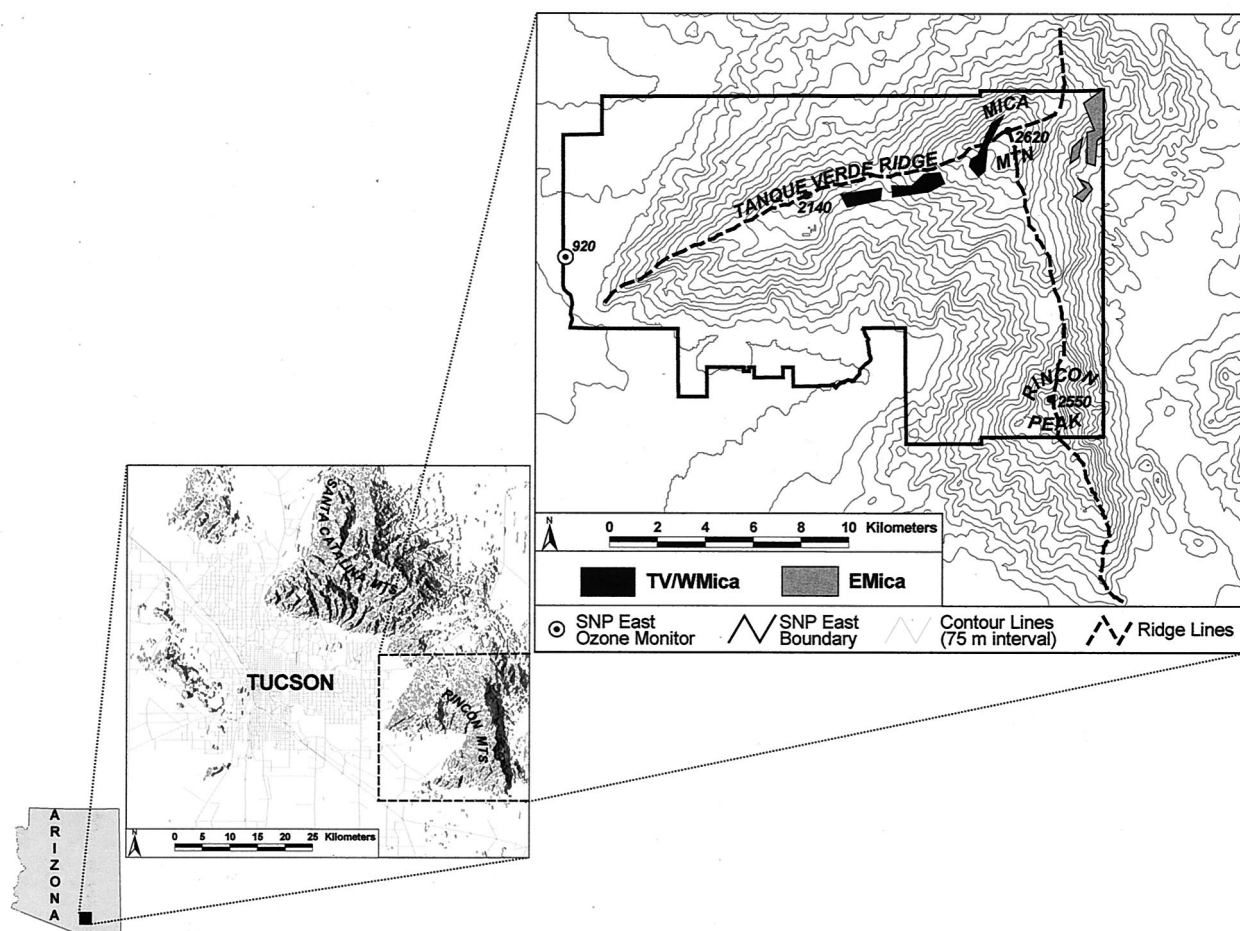 MICA
2620
MTN
TANQUE VERDE RIDGE
2140
920
RINCON
2550
PEAK
N
0 2 4 6 8 10 Kilometers
TV/WMica
EMica
SNP East
Ozone Monitor
SNP East
Boundary
Contour Lines
(75 m interval)
Ridge Lines
SANTA CATALINA MTS
TUCSON
RINCON MTS
N
0 5 10 15 20 25 Kilometers
ARIZONA